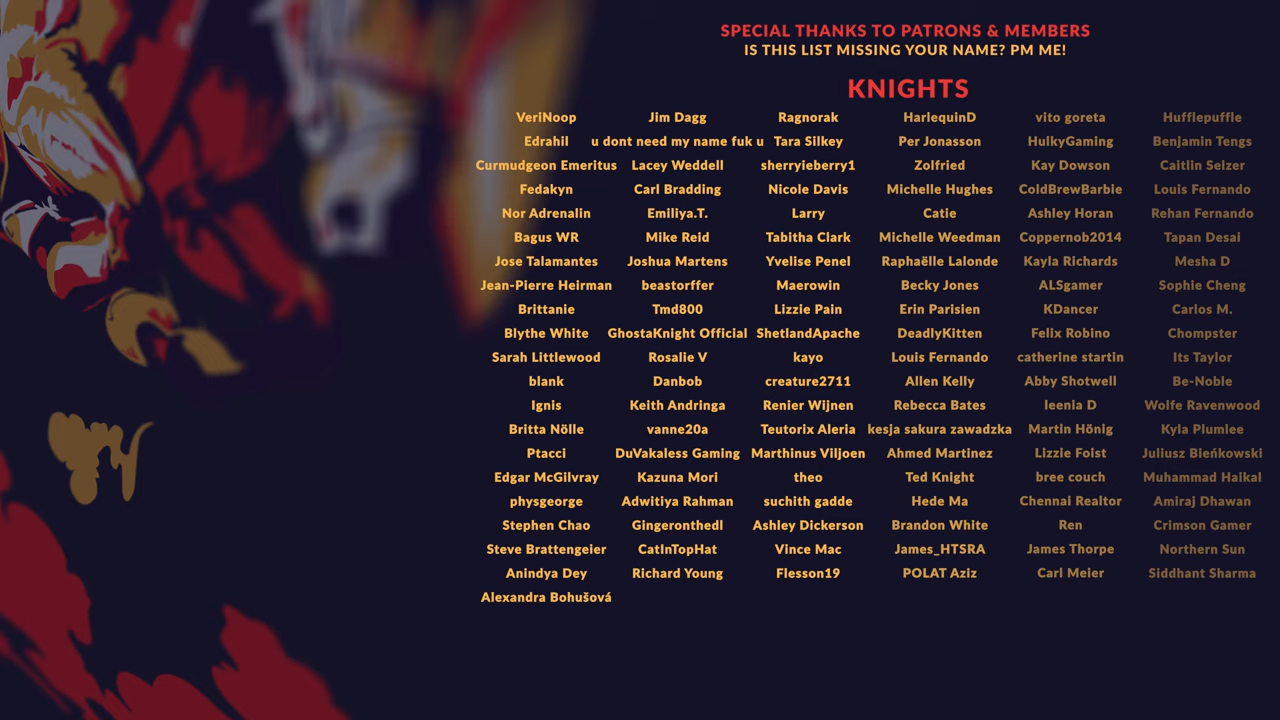 SPECIAL THANKS TO PATRONS & MEMBERS
IS THIS LIST MISSING YOUR NAME? PM ME!
KNIGHTS
VeriNoop Jim Dagg Ragnorak HarlequinD vito goreta Hufflepuffle
Edrahil u dont need my name fuk u Tara Silkey Per Jonasson HulkyGaming Benjamin Tengs
Curmudgeon Emeritus Lacey Weddell sherryieberry1 Zolfried Kay Dowson Caitlin Selzer
Fedakyn Carl Bradding Nicole Davis Michelle Hughes ColdBrewBarbie Louis Fernando
Nor Adrenalin Emiliya.T. Larry Catie Ashley Horan Rehan Fernando
Bagus WR Mike Reid Tabitha Clark Michelle Weedman Coppernob2014 Tapan Desai
Jose Talamantes Joshua Martens Yvelise Penel Raphaëlle Lalonde Kayla Richards Mesha D
Jean-Pierre Heirman beastorffer Maerowin Becky Jones ALSgamer Sophie Cheng
Brittanie Tmd800 Lizzie Pain Erin Parisien KDancer Carlos M.
Blythe White GhostaKnight Official ShetlandApache DeadlyKitten Felix Robino Chompster
Sarah Littlewood Rosalie V kayo Louis Fernando catherine startin Its Taylor
blank Danbob creature2711 Allen Kelly Abby Shotwell Be-Noble
Ignis Keith Andringa Renier Wijnen Rebecca Bates leenia D Wolfe Ravenwood
Britta Nölle vanne20a Teutorix Aleria kesja sakura zawadzka Martin Hönig Kyla Plumlee
Ptacci DuVakaless Gaming Marthinus Viljoen Ahmed Martinez Lizzie Foist Juliusz Bieńkowski
Edgar McGilvray Kazuna Mori theo Ted Knight bree couch Muhammad Haikal
physgeorge Adwitiya Rahman suchith gadde Hede Ma Chennai Realtor Amiraj Dhawan
Stephen Chao Gingeronthedl Ashley Dickerson Brandon White Ren Crimson Gamer
Steve Brattengeier CatInTopHat Vince Mac James_HTSRA James Thorpe Northern Sun
Anindya Dey Richard Young Flesson19 POLAT Aziz Carl Meier Siddhant Sharma
Alexandra Bohušová